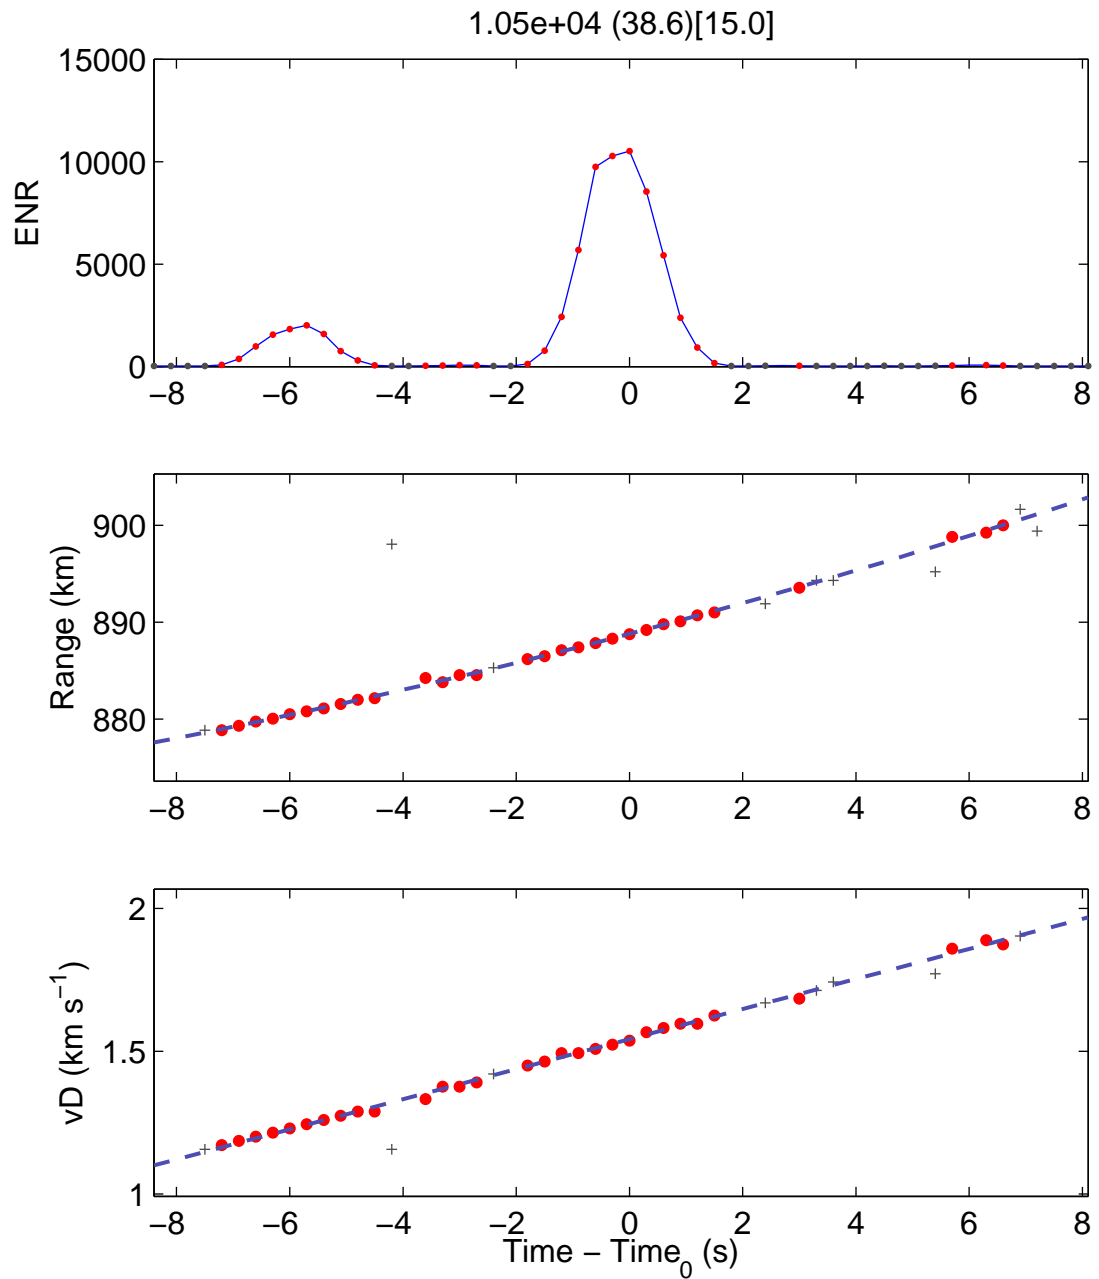 1.05e+04 (38.6)[15.0]
15000
10000
5000
0
ENR
−8 −6 −4 −2 0 2 4 6 8
900
890
880
Range (km)
−8 −6 −4 −2 0 2 4 6 8
2
1.5
1
vD (km s⁻¹)
−8 −6 −4 −2 0 2 4 6 8
Time − Time₀ (s)